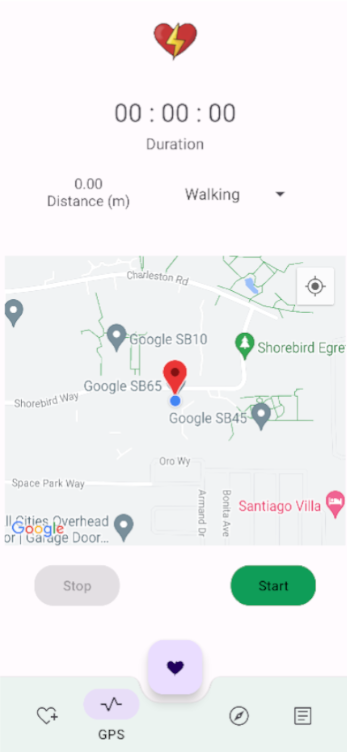 00 : 00 : 00
Duration
0.00
Distance (m)
Walking
Charleston Rd
Google SB10
Shorebird Egre
Google SB65
Shorebird Way
Google SB45
Oro Wy
Space Park Way
Armand Dr
Bonita Ave
Santiago Villa
ll Cities Overhead
or | Garage Door...
Google
Stop
Start
GPS